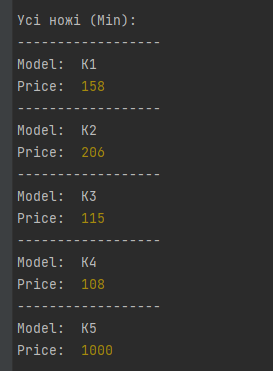 Усі ножі (Min):
------------------
Model:  K1
Price:  158
------------------
Model:  K2
Price:  206
------------------
Model:  K3
Price:  115
------------------
Model:  K4
Price:  108
------------------
Model:  K5
Price:  1000